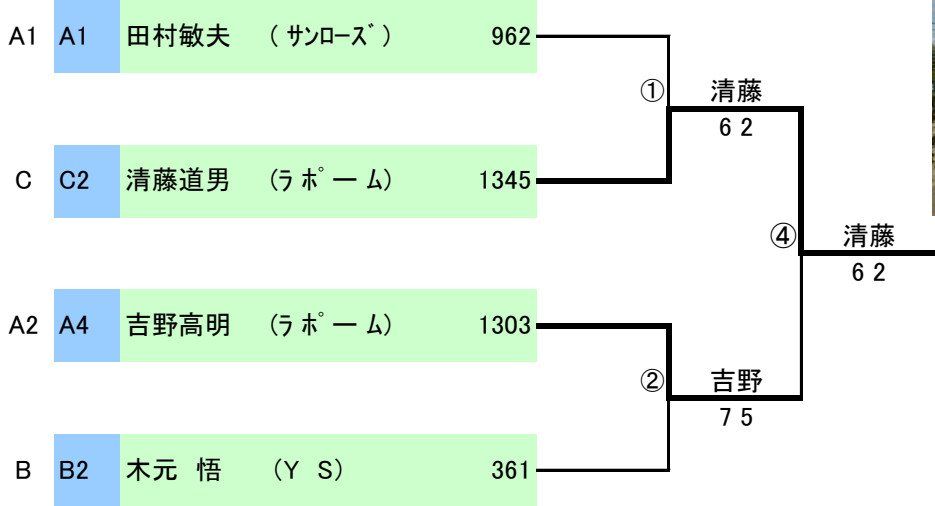 A1 A1 田村敏夫 (サンローズ) 962
① 清藤
6 2
C C2 清藤道男 (ラポーム) 1345
④ 清藤
6 2
A2 A4 吉野高明 (ラポーム) 1303
② 吉野
7 5
B B2 木元 悟 (Y S) 361